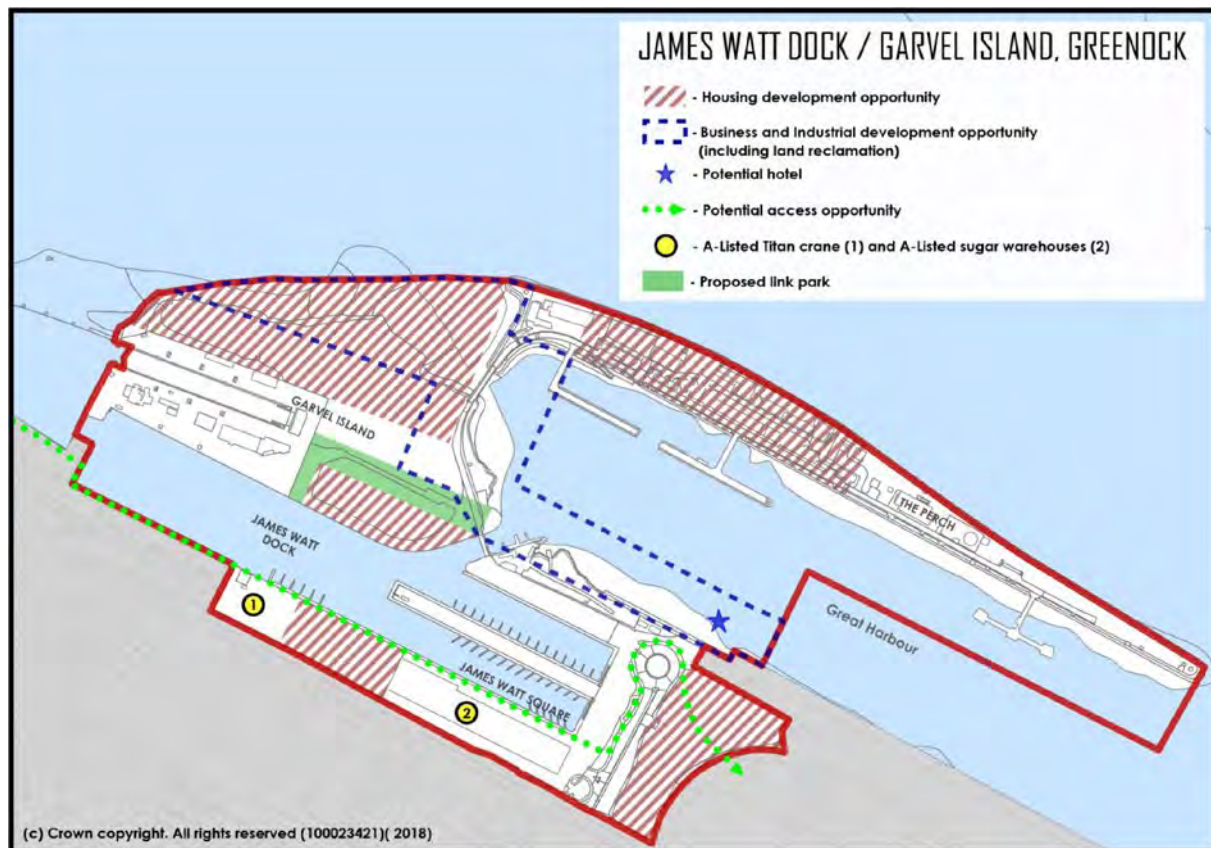 JAMES WATT DOCK / GARVEL ISLAND, GREENOCK
- Housing development opportunity
- Business and Industrial development opportunity
(including land reclamation)
- Potential hotel
- Potential access opportunity
- A-Listed Titan crane (1) and A-Listed sugar warehouses (2)
- Proposed link park
GARVEL ISLAND
THE PERCH
JAMES WATT
DOCK
Great Harbour
1
JAMES WATT SQUARE
2
(c) Crown copyright. All rights reserved (100023421)( 2018)